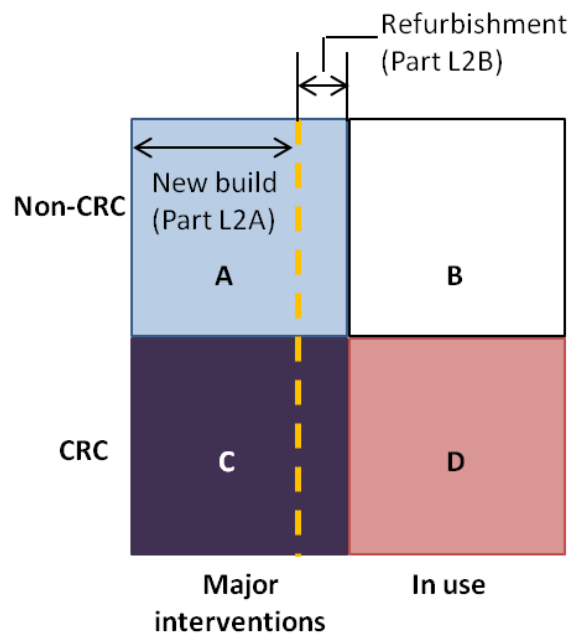 Refurbishment
(Part L2B)
New build
(Part L2A)
Non-CRC
A
B
CRC
C
D
Major
interventions
In use